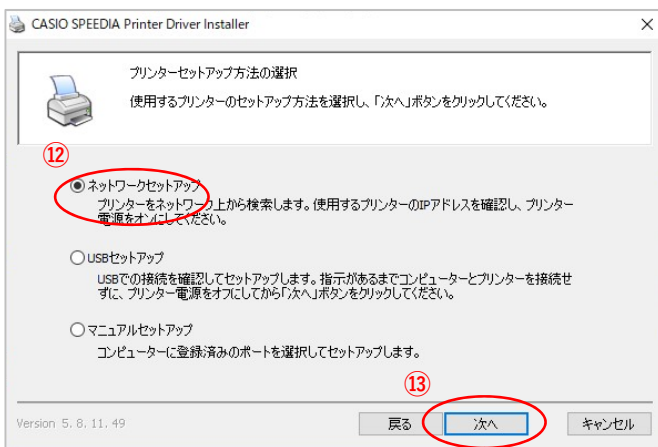 CASIO SPEEDIA Printer Driver Installer
プリンターセットアップ方法の選択
使用するプリンターのセットアップ方法を選択し、「次へ」ボタンをクリックしてください。
⑫
ネットワークセットアップ
プリンターをネットワーク上から検索します。使用するプリンターのIPアドレスを確認し、プリンター
電源をオンにしてください。
USBセットアップ
USBでの接続を確認してセットアップします。指示があるまでコンピューターとプリンターを接続せ
ずに、プリンター電源をオフにしてから「次へ」ボタンをクリックしてください。
マニュアルセットアップ
コンピューターに登録済みのポートを選択してセットアップします。
⑬
Version 5.8.11.49
戻る 次へ キャンセル